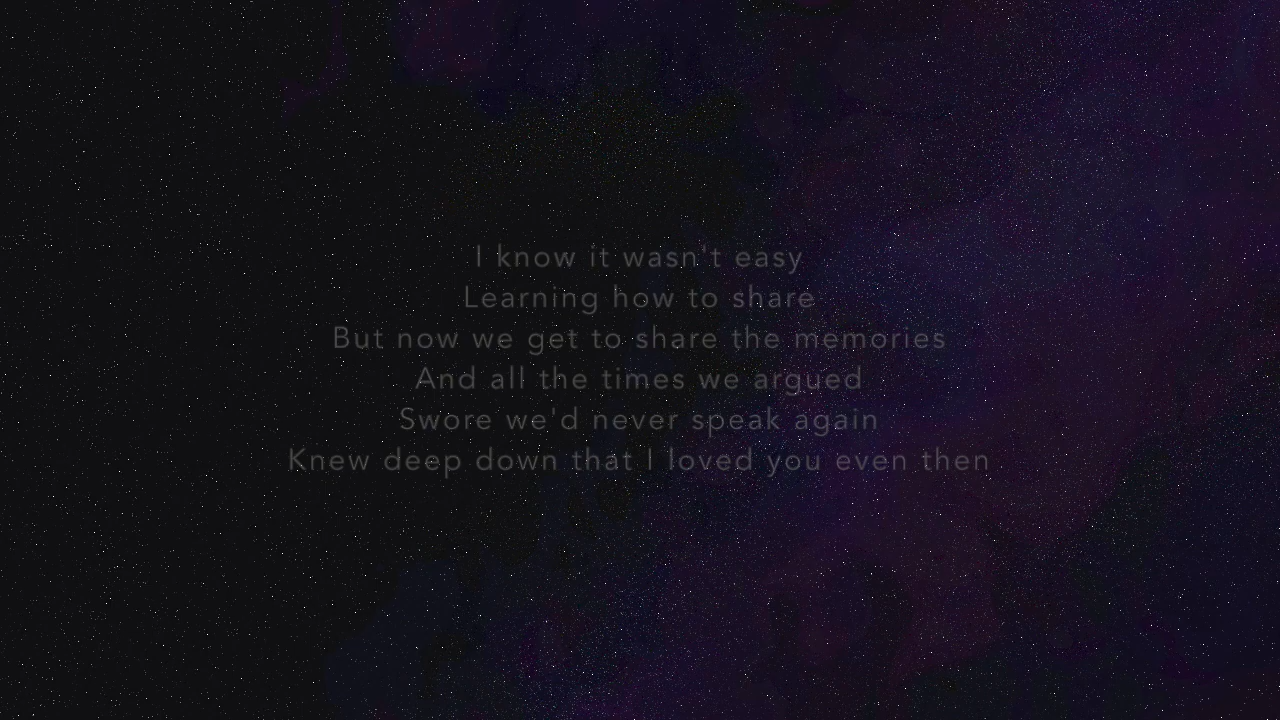 I know it wasn't easy
Learning how to share
But now we get to share the memories
And all the times we argued
Swore we'd never speak again
Knew deep down that I loved you even then